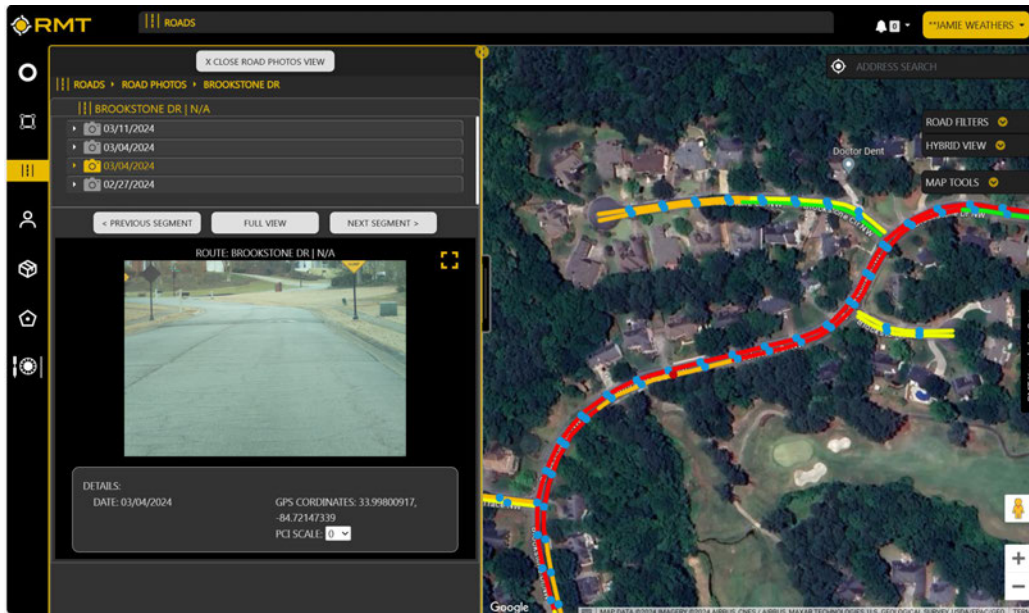 RMT
ROADS
0
**JAMIE WEATHERS
X CLOSE ROAD PHOTOS VIEW
ROADS ROAD PHOTOS BROOKSTONE DR
BROOKSTONE DR | N/A
03/11/2024
03/04/2024
03/04/2024
02/27/2024
< PREVIOUS SEGMENT
FULL VIEW
NEXT SEGMENT >
ROUTE: BROOKSTONE DR | N/A
DETAILS:
DATE: 03/04/2024
GPS CORDINATES: 33.99800917,
-84.72147339
PCI SCALE: 0
ADDRESS SEARCH
ROAD FILTERS
HYBRID VIEW
MAP TOOLS
Doctor Dent
Google
+
−